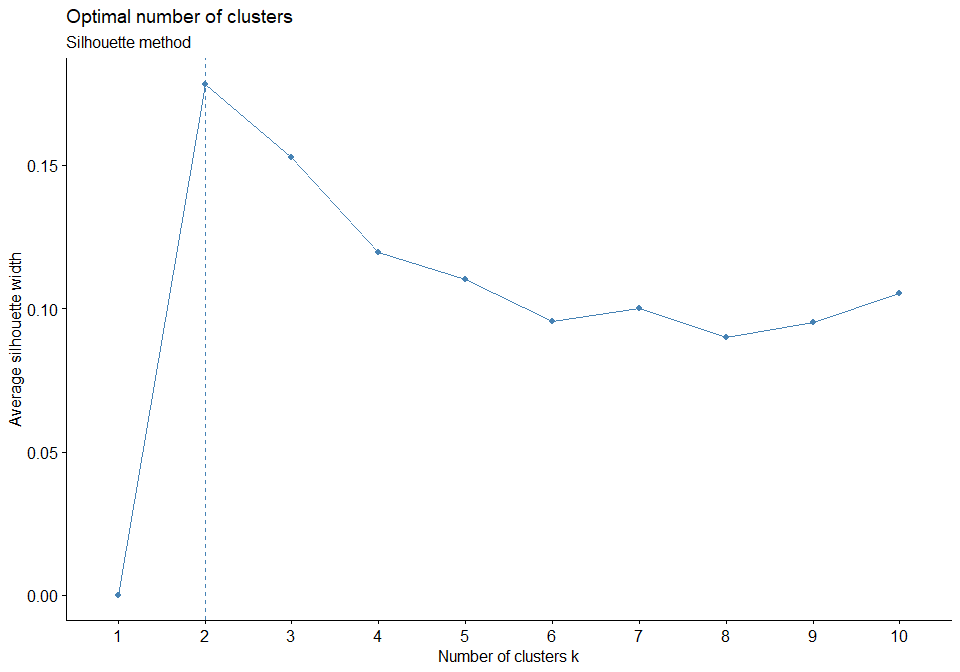 Optimal number of clusters
Silhouette method
Average silhouette width
0.15
0.10
0.05
0.00
1 2 3 4 5 6 7 8 9 10
Number of clusters k